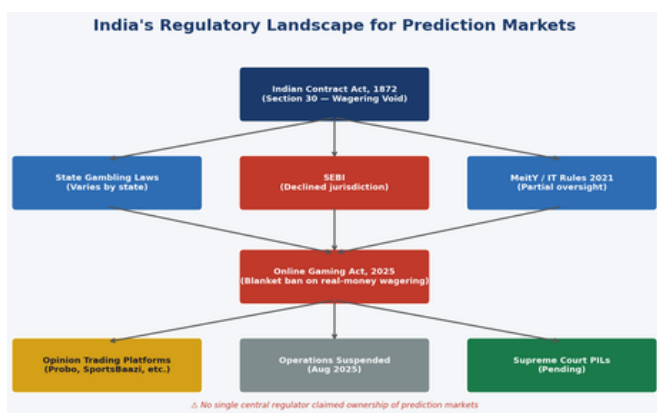 India's Regulatory Landscape for Prediction Markets
Indian Contract Act, 1872
(Section 30 — Wagering Void)
State Gambling Laws
(Varies by state)
SEBI
(Declined jurisdiction)
MeitY / IT Rules 2021
(Partial oversight)
Online Gaming Act, 2025
(Blanket ban on real-money wagering)
Opinion Trading Platforms
(Probo, SportsBaazi, etc.)
Operations Suspended
(Aug 2025)
Supreme Court PILs
(Pending)
⚠ No single central regulator claimed ownership of prediction markets